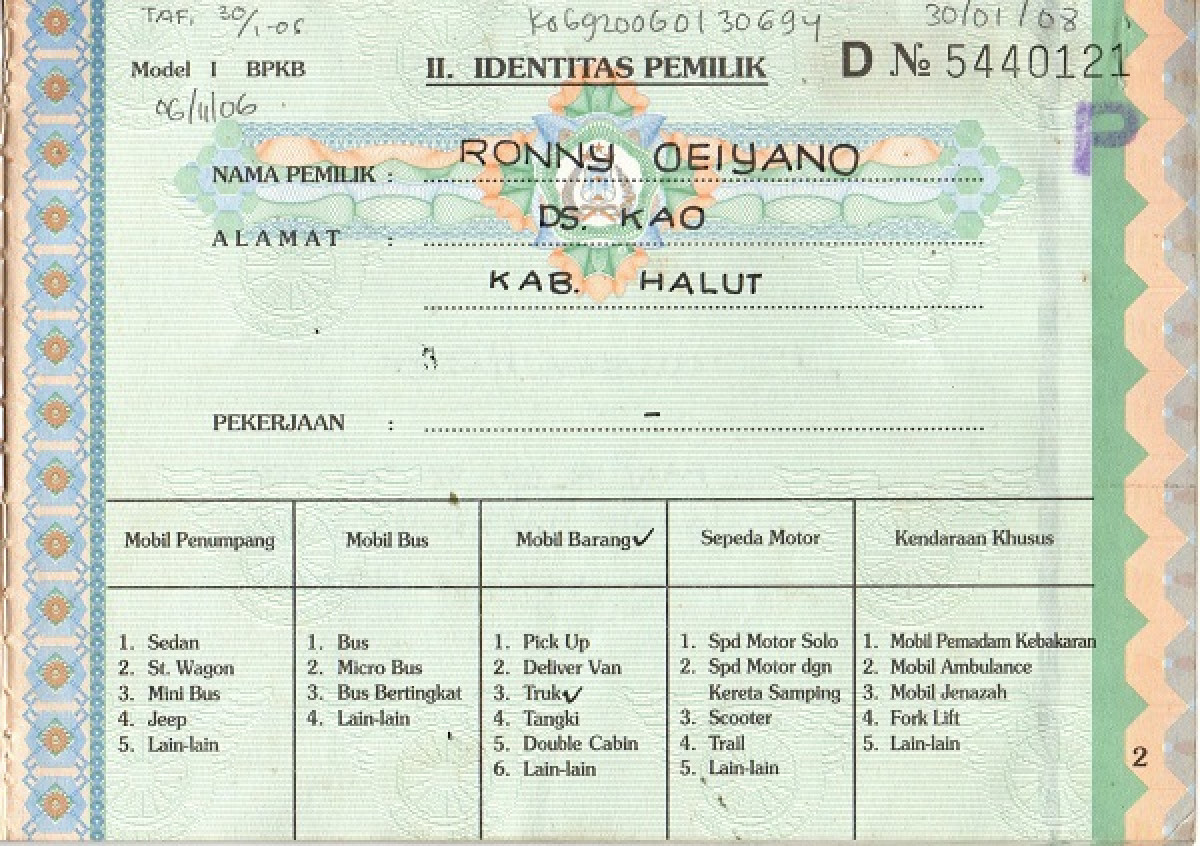 TAF, 30/1-06 K06920060130694 30/01/08
Model I BPKB II. IDENTITAS PEMILIK D № 5440121
06/11/06
P
NAMA PEMILIK : RONNY OEIYANO
ALAMAT : DS. KAO
KAB. HALUT
PEKERJAAN : -
Mobil Penumpang Mobil Bus Mobil Barang✓ Sepeda Motor Kendaraan Khusus
1. Sedan 1. Bus 1. Pick Up 1. Spd Motor Solo 1. Mobil Pemadam Kebakaran
2. St. Wagon 2. Micro Bus 2. Deliver Van 2. Spd Motor dgn 2. Mobil Ambulance
3. Mini Bus 3. Bus Bertingkat 3. Truk✓ Kereta Samping 3. Mobil Jenazah
4. Jeep 4. Lain-lain 4. Tangki 3. Scooter 4. Fork Lift
5. Lain-lain 5. Double Cabin 4. Trail 5. Lain-lain
6. Lain-lain 5. Lain-lain
2